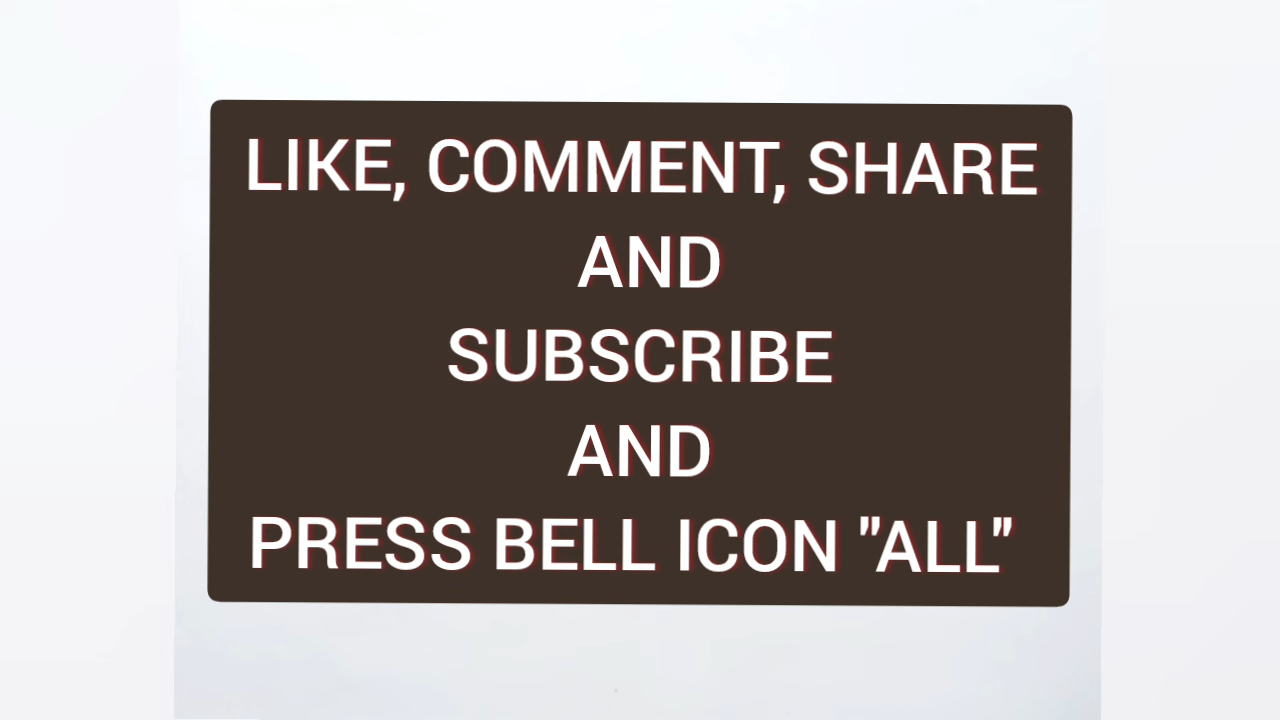 LIKE, COMMENT, SHARE
AND
SUBSCRIBE
AND
PRESS BELL ICON "ALL"